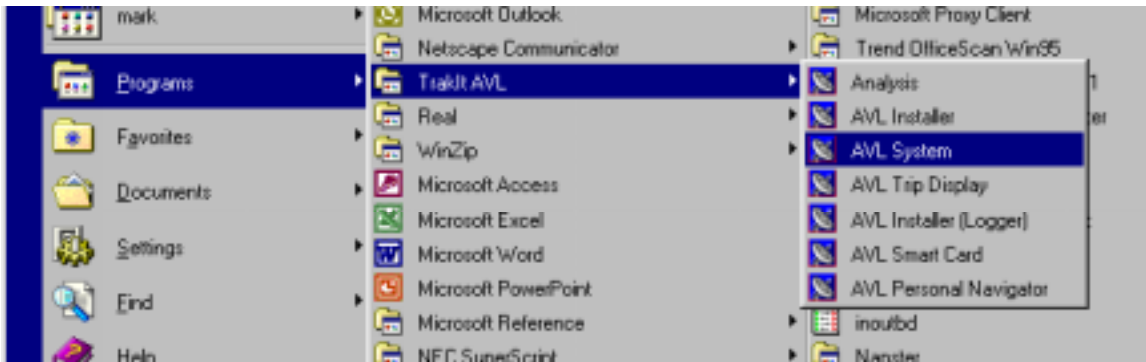 mark
Programs
Favorites
Documents
Settings
Find
Help
Microsoft Outlook
Netscape Communicator
TrakIt AVL
Real
WinZip
Microsoft Access
Microsoft Excel
Microsoft Word
Microsoft PowerPoint
Microsoft Reference
NEC SuperScript
Microsoft Proxy Client
Trend OfficeScan Win95
Analysis
AVL Installer
AVL System
AVL Trip Display
AVL Installer (Logger)
AVL Smart Card
AVL Personal Navigator
inoutbd
Napster